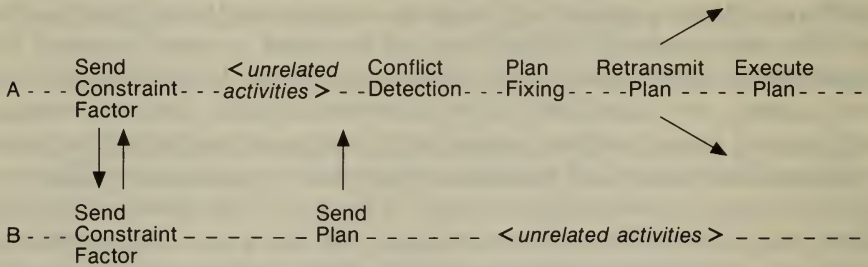 Send <unrelated Conflict Plan Retransmit Execute
A - - - Constraint - - - activities> - - Detection - - - Fixing - - - - Plan - - - - - - Plan - - - - -
Factor
Send Send
B - - - Constraint - - - - - - - Plan - - - - - - <unrelated activities> - - - - - -
Factor